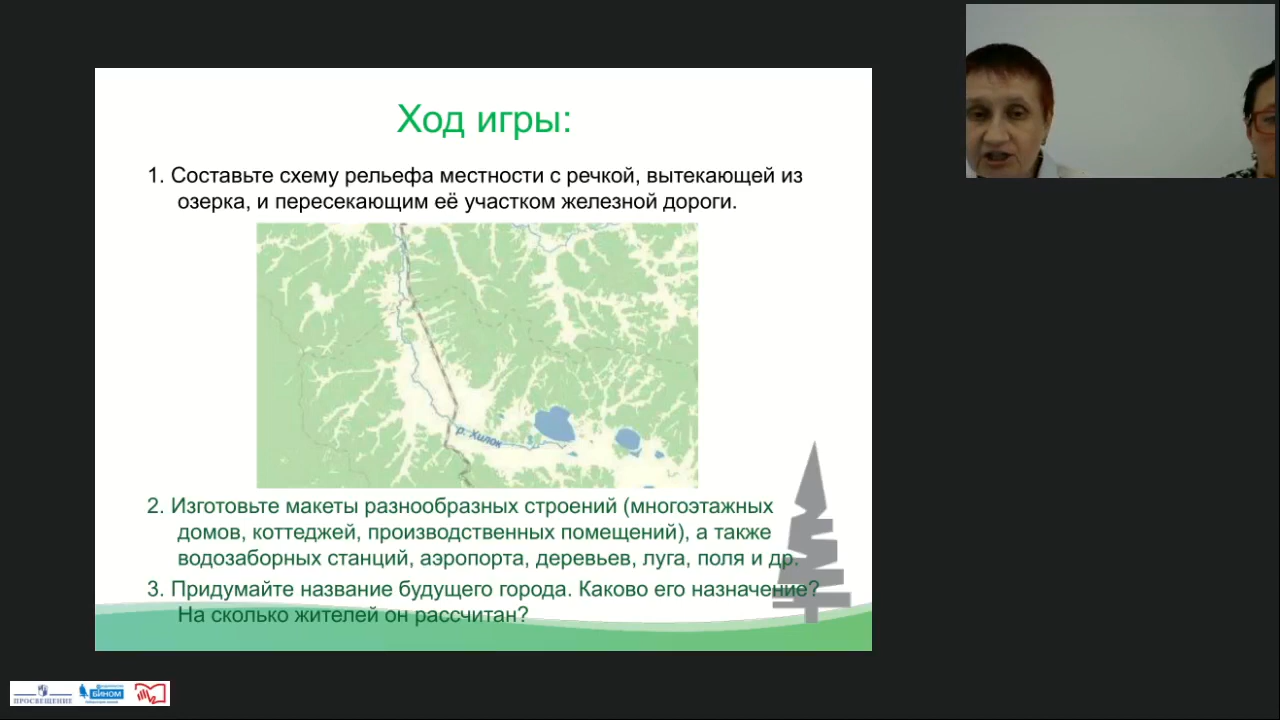 Ход игры:
1. Составьте схему рельефа местности с речкой, вытекающей из
озерка, и пересекающим её участком железной дороги.
р. Хилок
2. Изготовьте макеты разнообразных строений (многоэтажных
домов, коттеджей, производственных помещений), а также
водозаборных станций, аэропорта, деревьев, луга, поля и др.
3. Придумайте название будущего города. Каково его назначение?
На сколько жителей он рассчитан?
ПРОСВЕЩЕНИЕ
БИНОМ